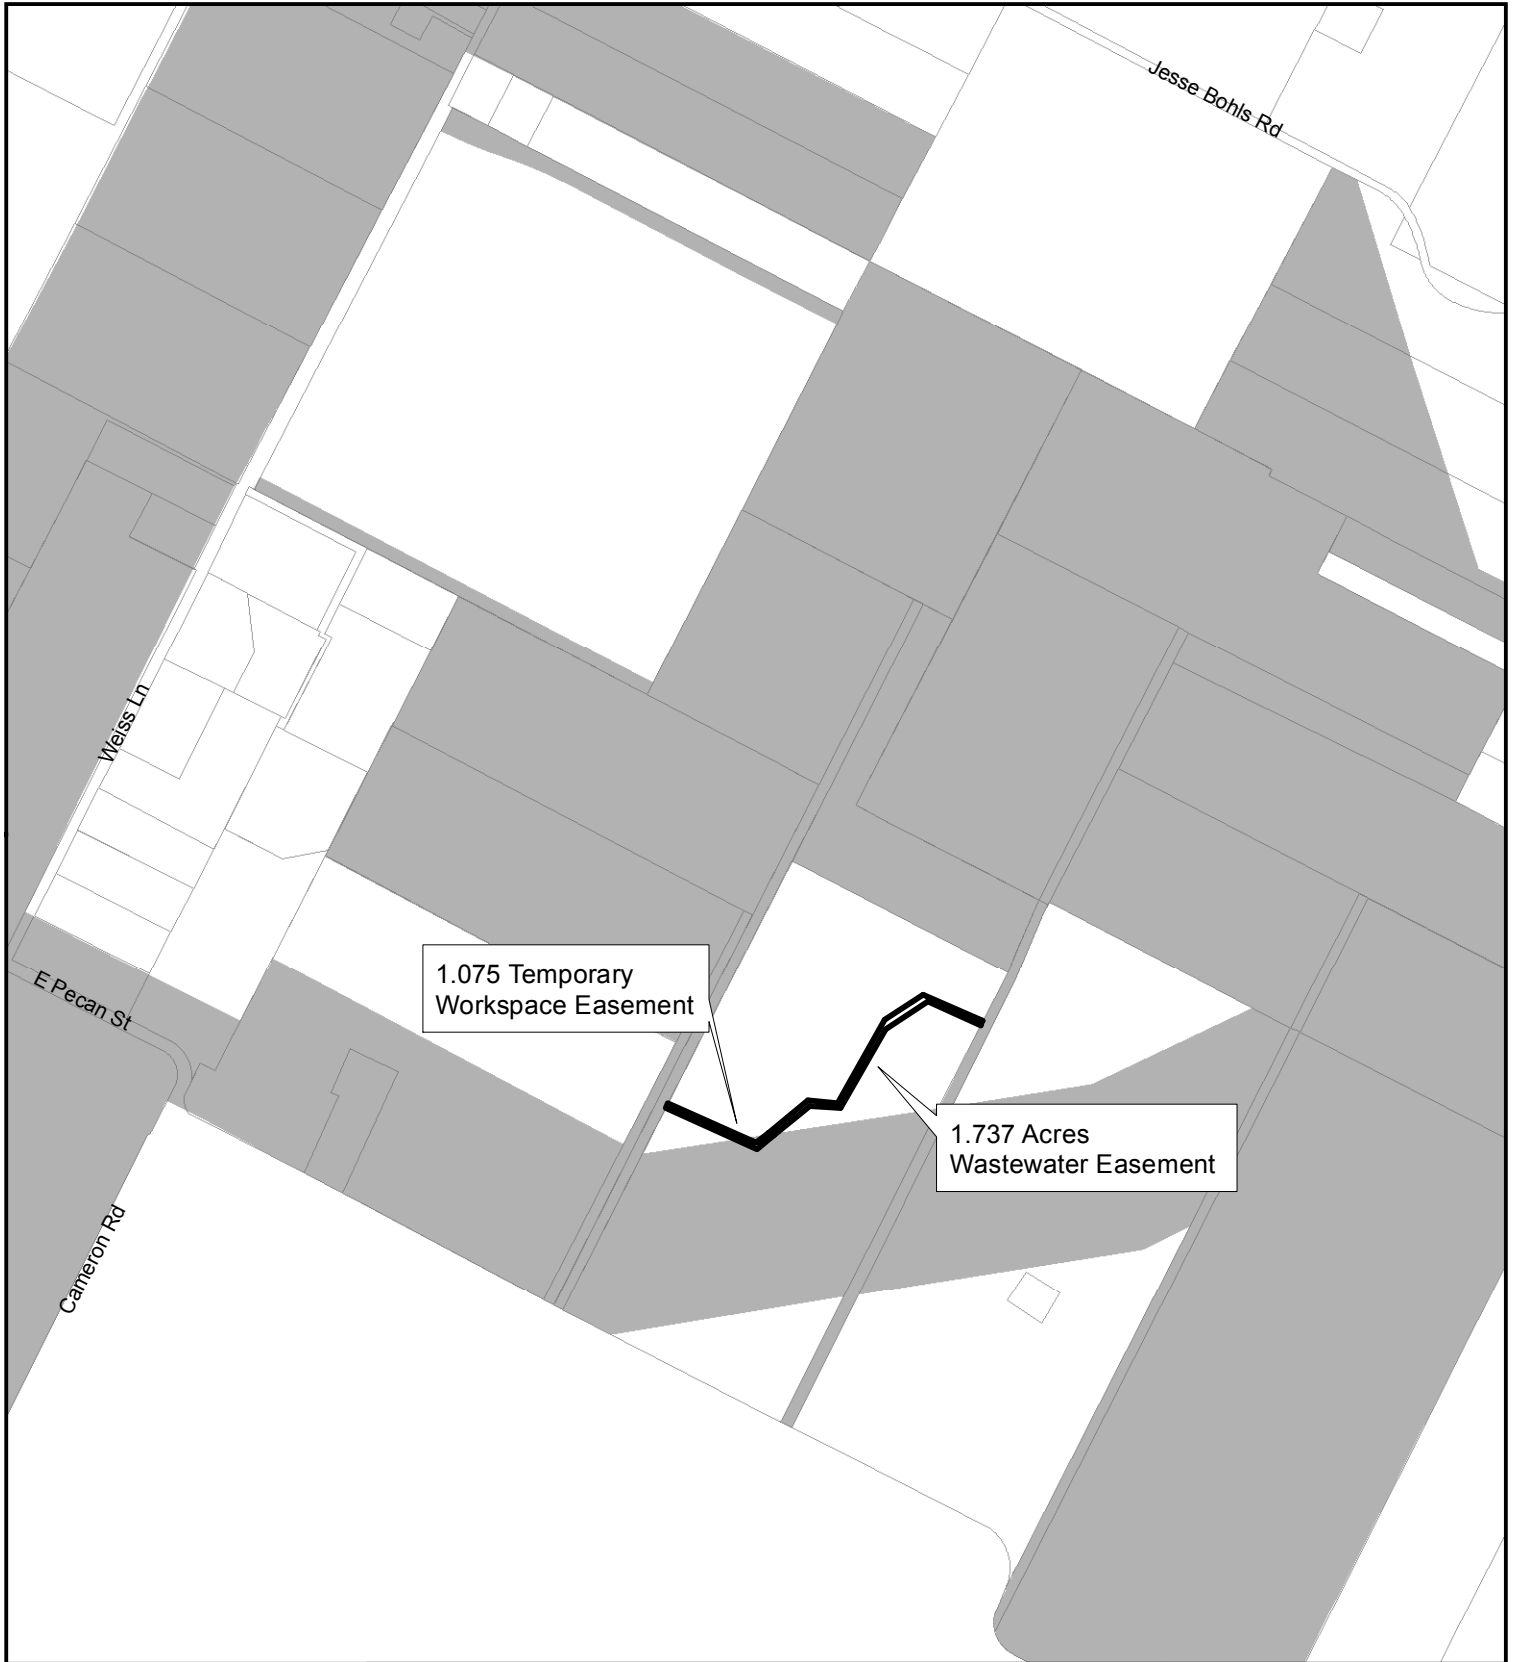 Jesse Bohls Rd
Weiss Ln
1.075 Temporary
Workspace Easement
E Pecan St
1.737 Acres
Wastewater Easement
Cameron Rd